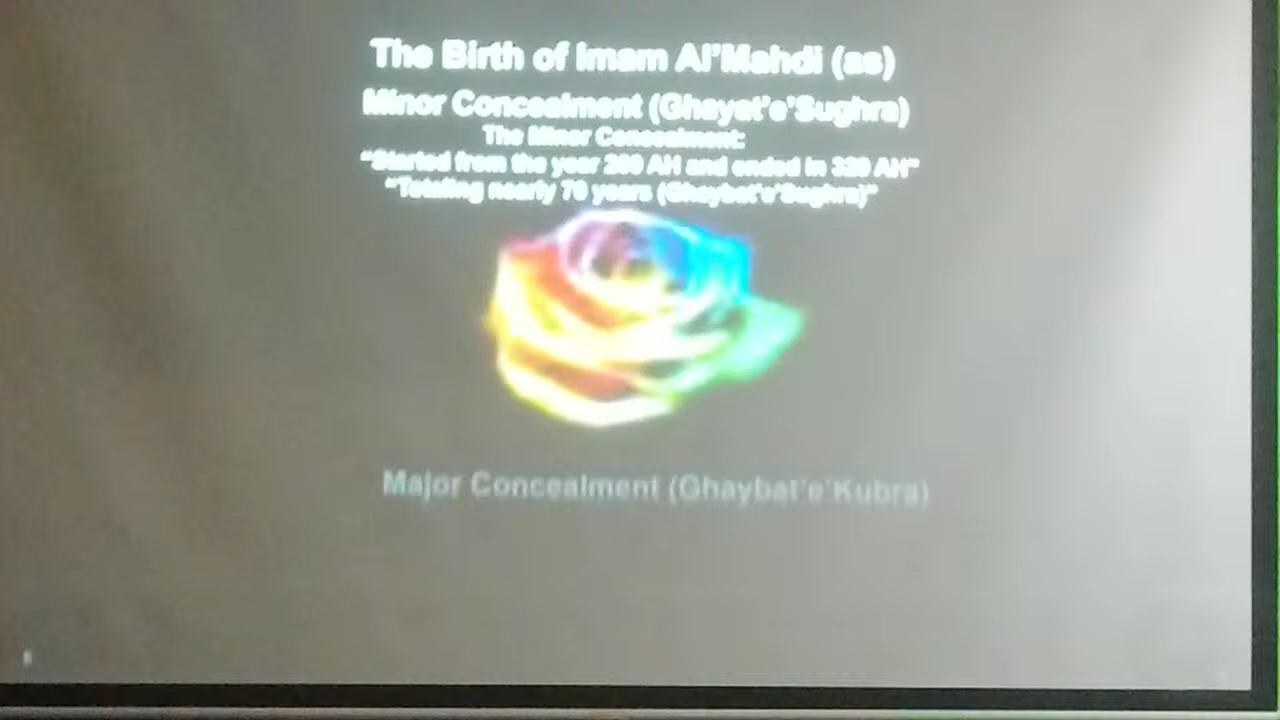 The Birth of Imam Al'Mahdi (as)
Minor Concealment (Ghayat'e'Sughra)
The Minor Concealment:
"Started from the year 260 AH and ended in 329 AH"
"Totaling nearly 70 years (Ghaybat'e'Sughra)"
Major Concealment (Ghaybat'e'Kubra)